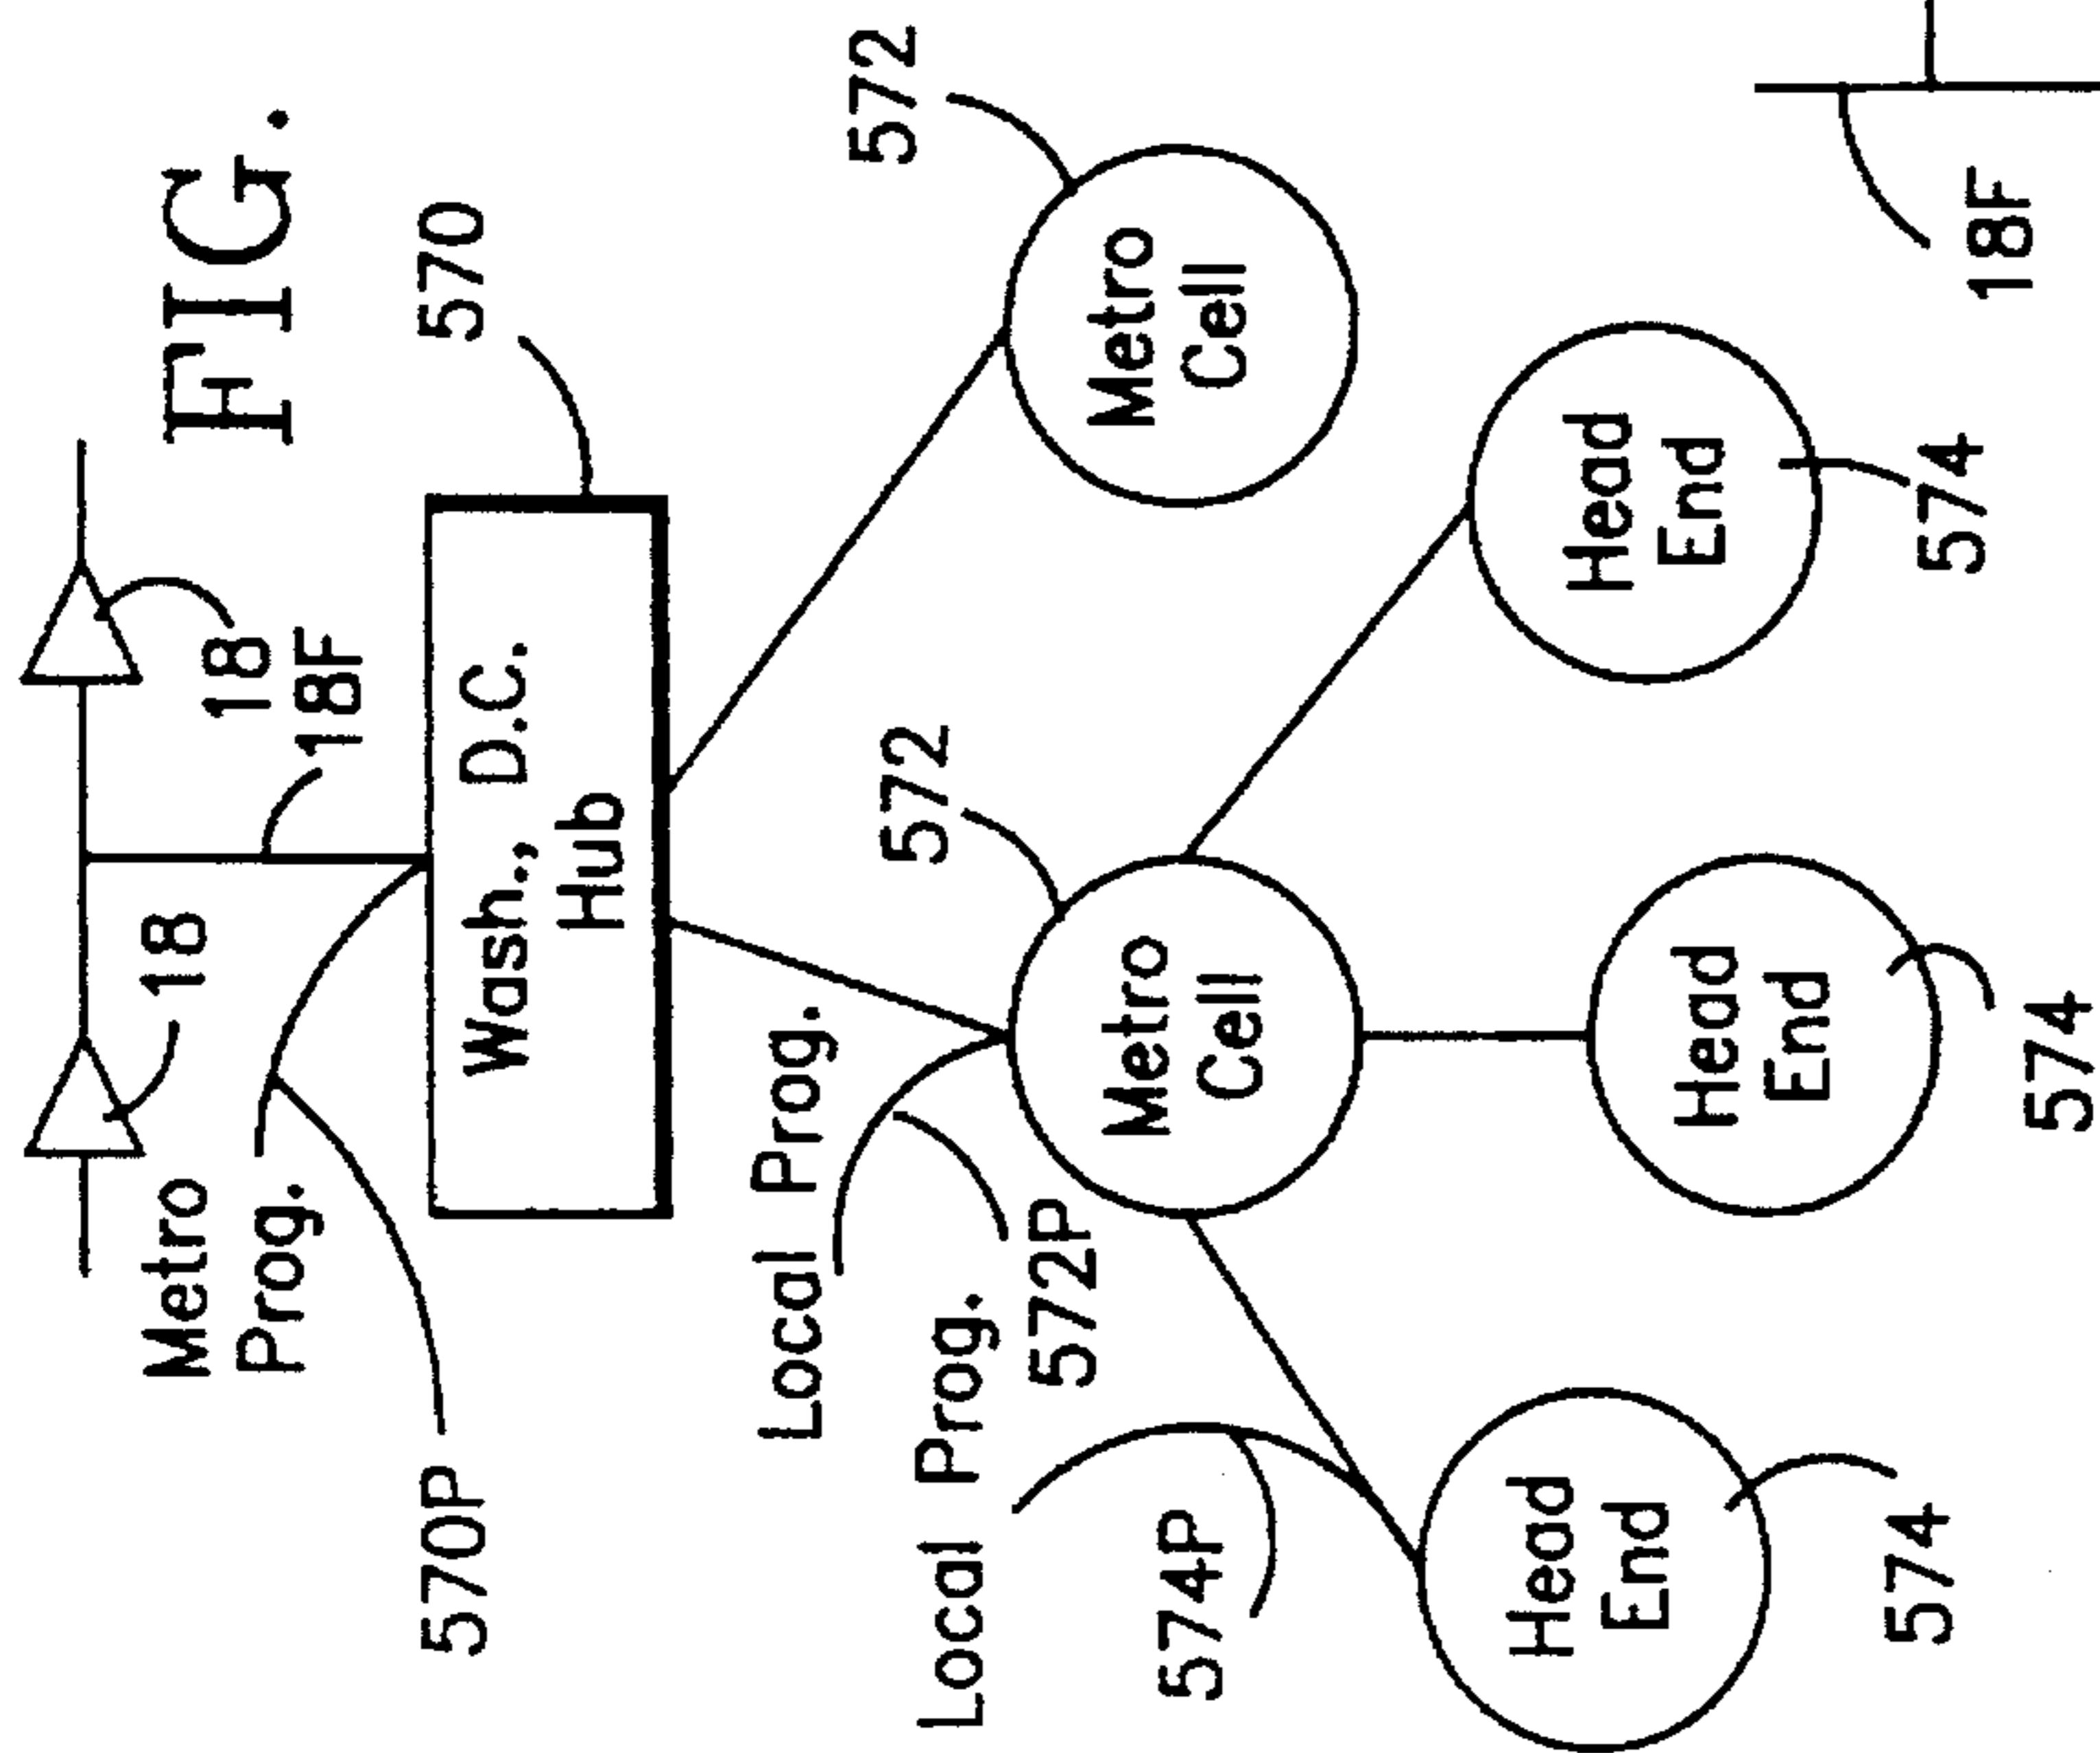 FIG.
18
18F
18
Metro
Prog.
570P
570
Wash., D.C.
Hub
Local Prog.
572P
572
572
Local Prog.
574P
Metro
Cell
Metro
Cell
Head
End
574
Head
End
574
Head
End
574
18F